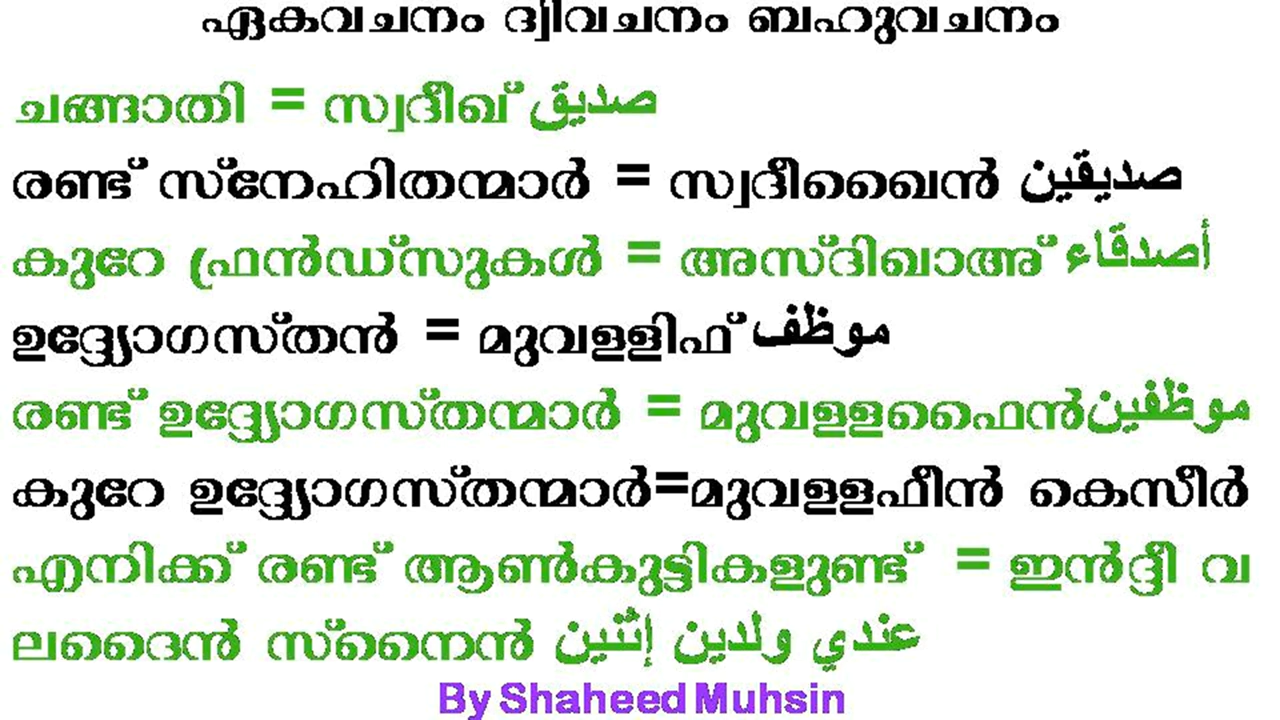 ഏകവചനം ദ്വിവചനം ബഹുവചനം
ചങ്ങാതി = സ്വദീഖ് صديق
രണ്ട് സ്നേഹിതന്മാർ = സ്വദീഖൈൻ صديقين
കുറേ ഫ്രൻഡ്സുകൾ = അസ്ദിഖാഅ് أصدقاء
ഉദ്ദ്യോഗസ്തൻ = മുവള്ളിഫ് موظف
രണ്ട് ഉദ്ദ്യോഗസ്തന്മാർ = മുവള്ളഫൈൻ موظفين
കുറേ ഉദ്ദ്യോഗസ്തന്മാർ=മുവള്ളഫീൻ കെസീർ
എനിക്ക് രണ്ട് ആൺകുട്ടികളുണ്ട് = ഇൻദ്ദീ വ
ലദൈൻ സ്നൈൻ عندي ولدين إثنين
By Shaheed Muhsin